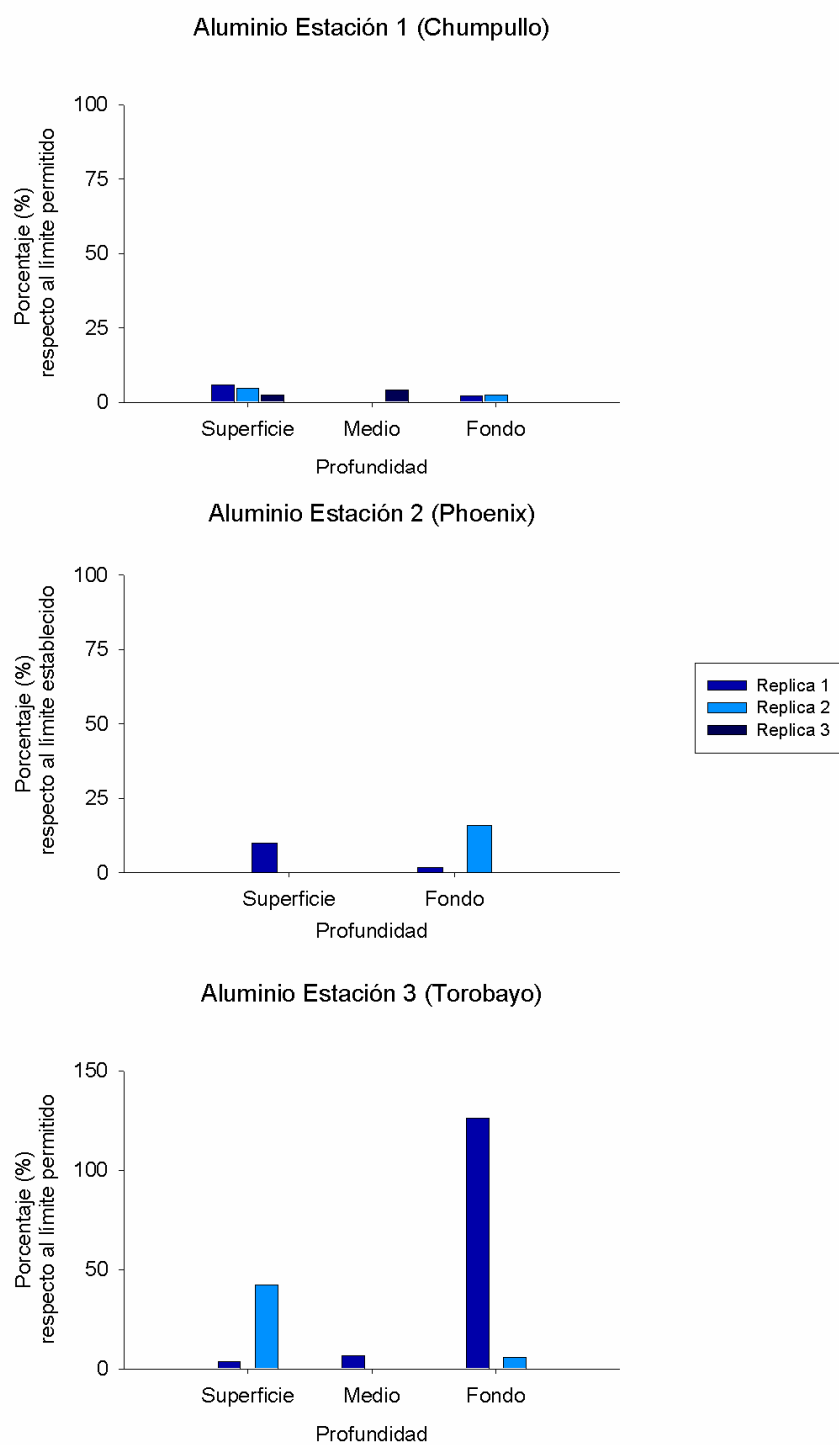 Aluminio Estación 1 (Chumpullo)
Porcentaje (%)
respecto al límite permitido
100
75
50
25
0
Superficie Medio Fondo
Profundidad
Aluminio Estación 2 (Phoenix)
Porcentaje (%)
respecto al límite establecido
100
75
50
25
0
Superficie Fondo
Profundidad
Replica 1
Replica 2
Replica 3
Aluminio Estación 3 (Torobayo)
Porcentaje (%)
respecto al límite permitido
150
100
50
0
Superficie Medio Fondo
Profundidad